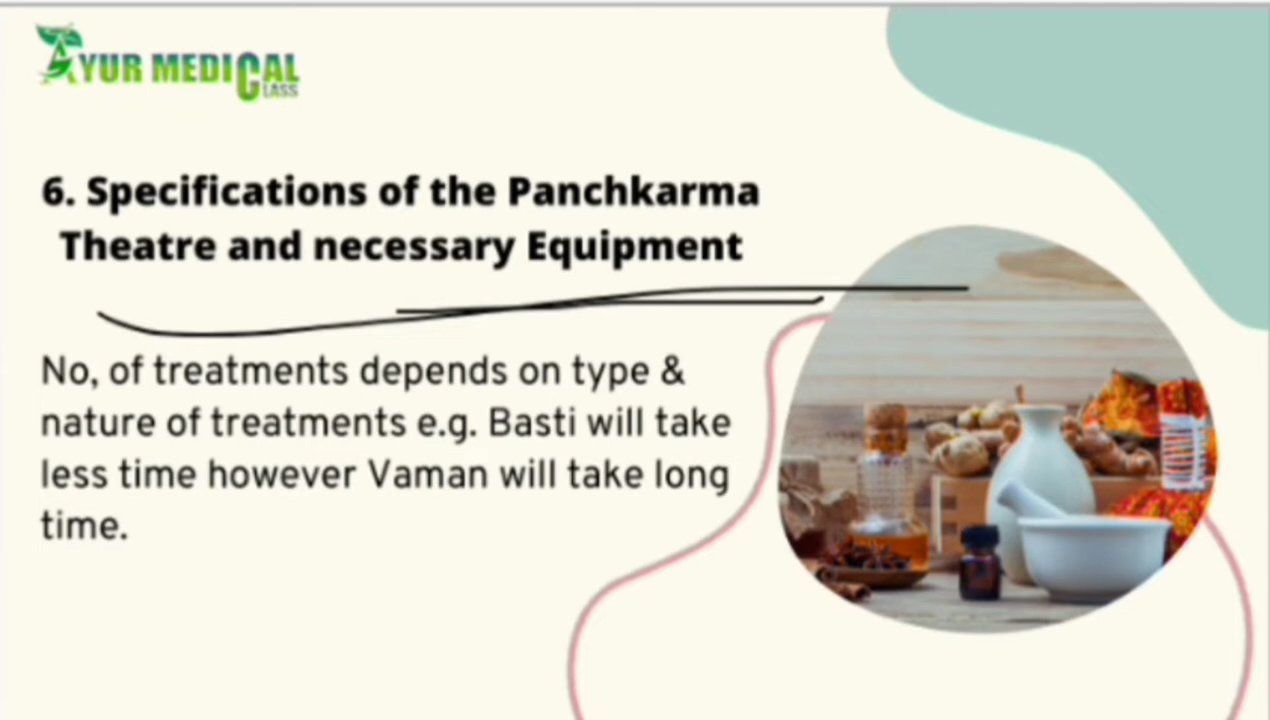 AYUR MEDICAL
CLASS
6. Specifications of the Panchkarma
Theatre and necessary Equipment
No, of treatments depends on type &
nature of treatments e.g. Basti will take
less time however Vaman will take long
time.